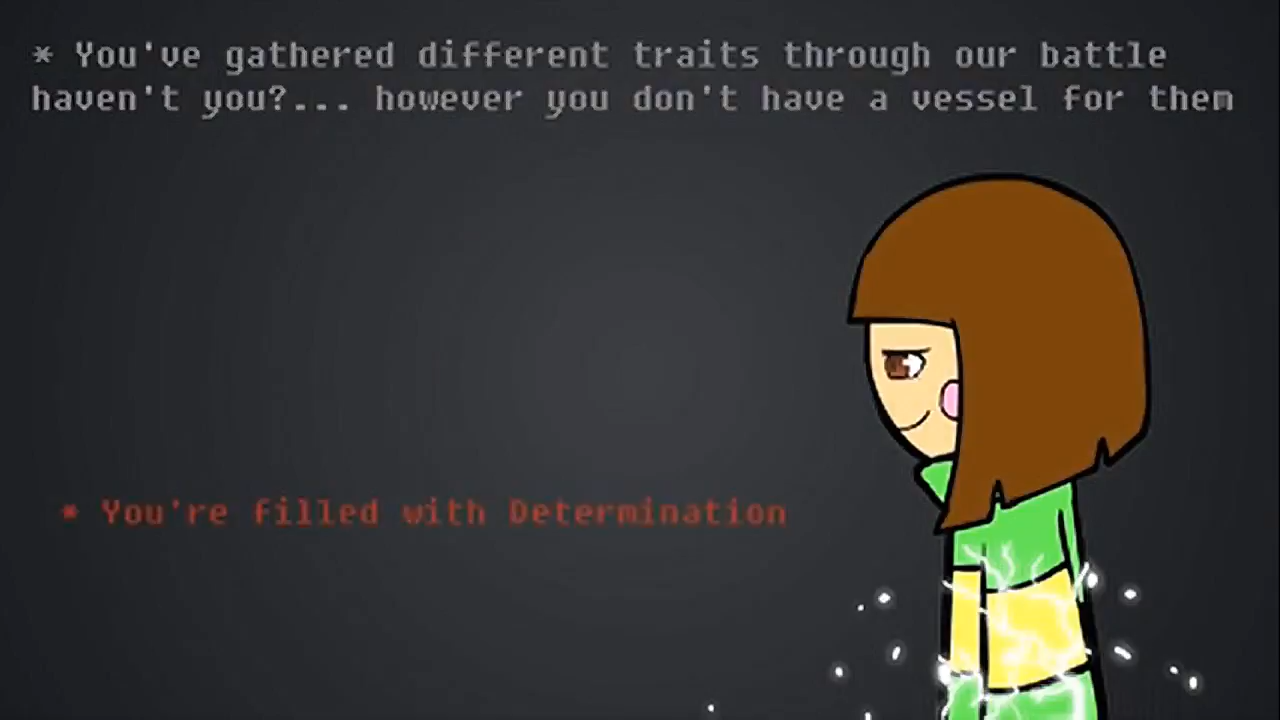 * You've gathered different traits through our battle
haven't you?... however you don't have a vessel for them
* You're filled with Determination